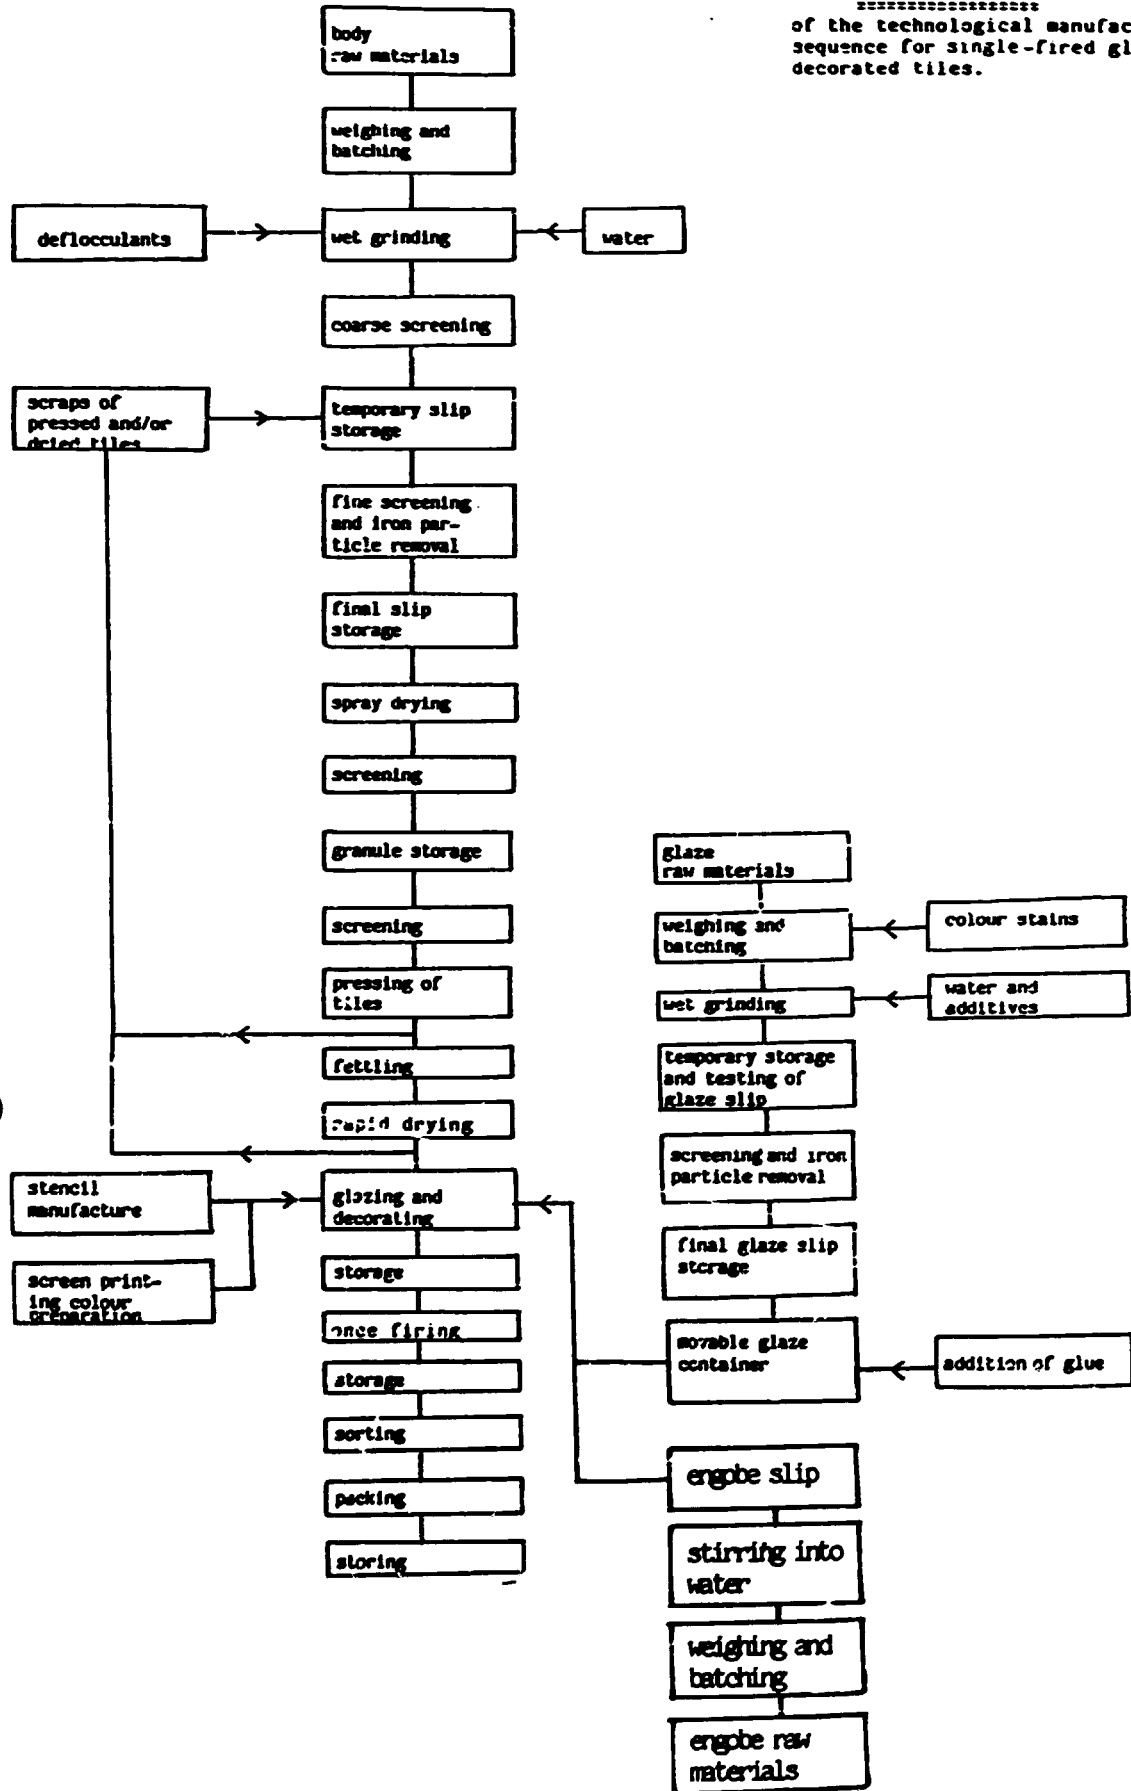 of the technological manufac
sequence for single-fired gl
decorated tiles.
body
raw materials
weighing and
batching
deflocculants
wet grinding
water
coarse screening
scraps of
pressed and/or
dried tiles
temporary slip
storage
fine screening
and iron par-
ticle removal
final slip
storage
spray drying
screening
granule storage
screening
pressing of
tiles
fettling
rapid drying
stencil
manufacture
screen print-
ing colour
preparation
glazing and
decorating
storage
once firing
storage
sorting
packing
storing
glaze
raw materials
weighing and
batching
colour stains
wet grinding
water and
additives
temporary storage
and testing of
glaze slip
screening and iron
particle removal
final glaze slip
storage
movable glaze
container
addition of glue
engobe slip
stirring into
water
weighing and
batching
engobe raw
materials